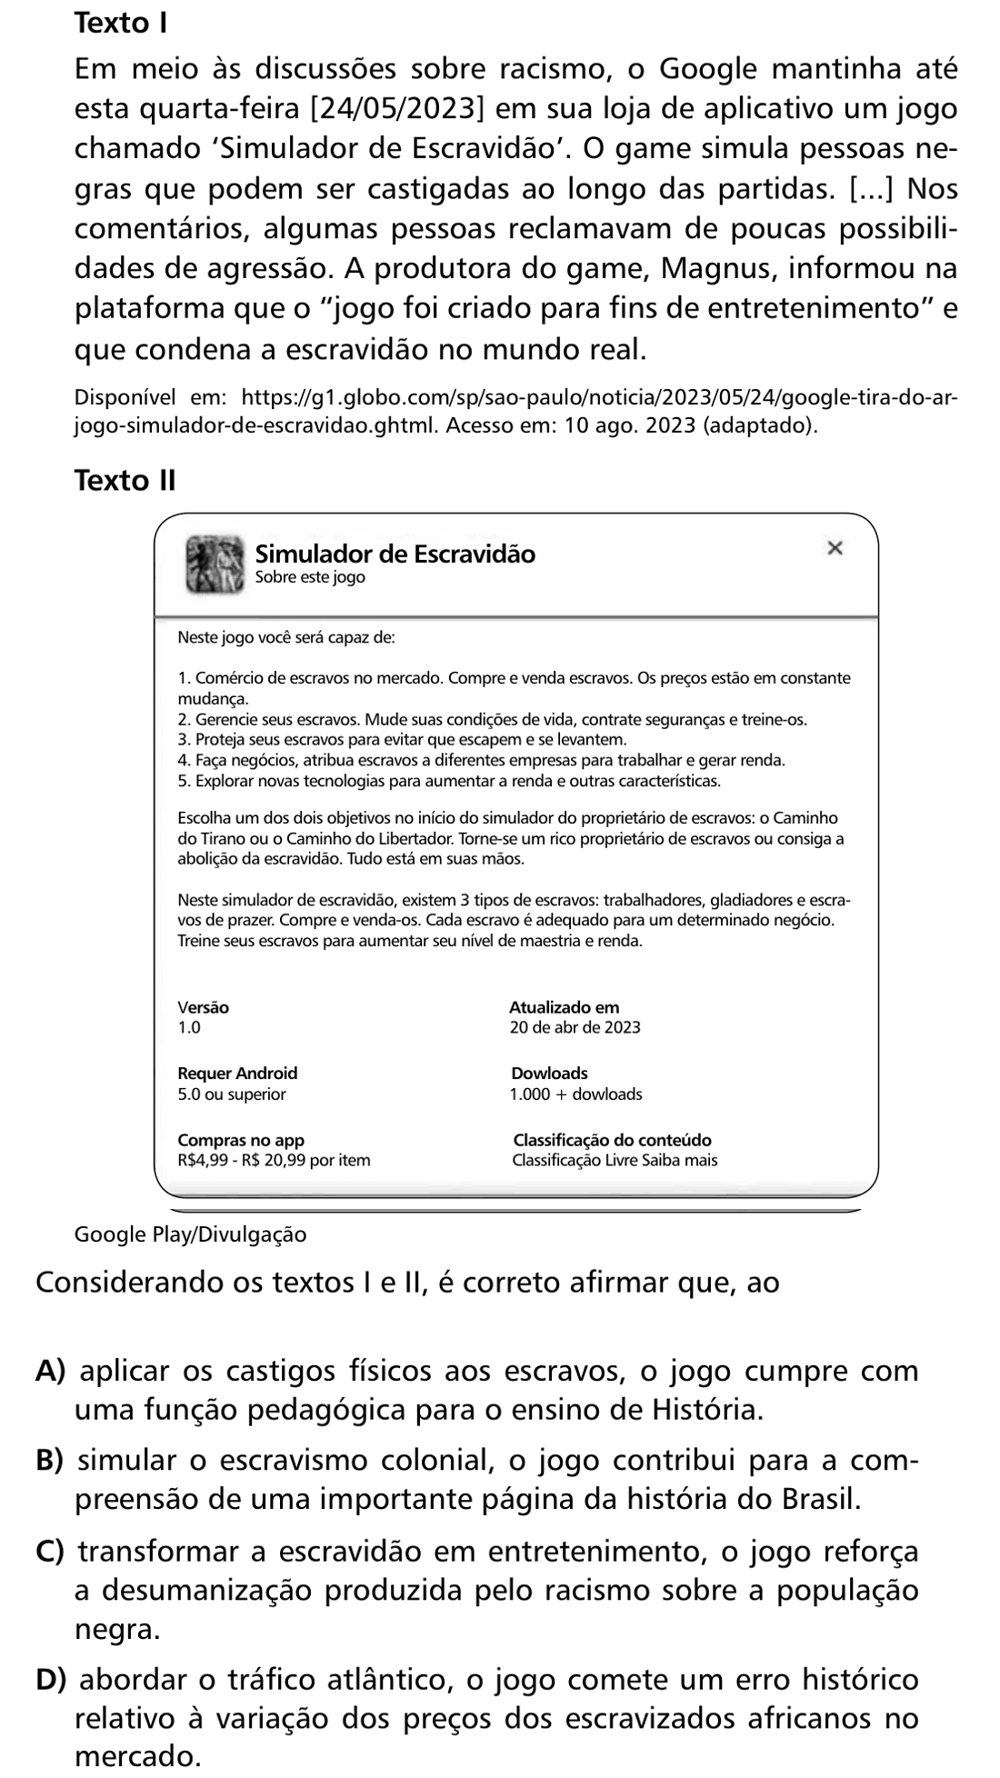 Texto I
Em meio às discussões sobre racismo, o Google mantinha até
esta quarta-feira [24/05/2023] em sua loja de aplicativo um jogo
chamado ‘Simulador de Escravidão’. O game simula pessoas ne-
gras que podem ser castigadas ao longo das partidas. [...] Nos
comentários, algumas pessoas reclamavam de poucas possibili-
dades de agressão. A produtora do game, Magnus, informou na
plataforma que o “jogo foi criado para fins de entretenimento” e
que condena a escravidão no mundo real.
Disponível em: https://g1.globo.com/sp/sao-paulo/noticia/2023/05/24/google-tira-do-ar-
jogo-simulador-de-escravidao.ghtml. Acesso em: 10 ago. 2023 (adaptado).
Texto II
Simulador de Escravidão
Sobre este jogo
×
Neste jogo você será capaz de:
1. Comércio de escravos no mercado. Compre e venda escravos. Os preços estão em constante
mudança.
2. Gerencie seus escravos. Mude suas condições de vida, contrate seguranças e treine-os.
3. Proteja seus escravos para evitar que escapem e se levantem.
4. Faça negócios, atribua escravos a diferentes empresas para trabalhar e gerar renda.
5. Explorar novas tecnologias para aumentar a renda e outras características.
Escolha um dos dois objetivos no início do simulador do proprietário de escravos: o Caminho
do Tirano ou o Caminho do Libertador. Torne-se um rico proprietário de escravos ou consiga a
abolição da escravidão. Tudo está em suas mãos.
Neste simulador de escravidão, existem 3 tipos de escravos: trabalhadores, gladiadores e escra-
vos de prazer. Compre e venda-os. Cada escravo é adequado para um determinado negócio.
Treine seus escravos para aumentar seu nível de maestria e renda.
Versão
1.0
Atualizado em
20 de abr de 2023
Requer Android
5.0 ou superior
Dowloads
1.000 + dowloads
Compras no app
R$4,99 - R$ 20,99 por item
Classificação do conteúdo
Classificação Livre Saiba mais
Google Play/Divulgação
Considerando os textos I e II, é correto afirmar que, ao
A) aplicar os castigos físicos aos escravos, o jogo cumpre com
uma função pedagógica para o ensino de História.
B) simular o escravismo colonial, o jogo contribui para a com-
preensão de uma importante página da história do Brasil.
C) transformar a escravidão em entretenimento, o jogo reforça
a desumanização produzida pelo racismo sobre a população
negra.
D) abordar o tráfico atlântico, o jogo comete um erro histórico
relativo à variação dos preços dos escravizados africanos no
mercado.